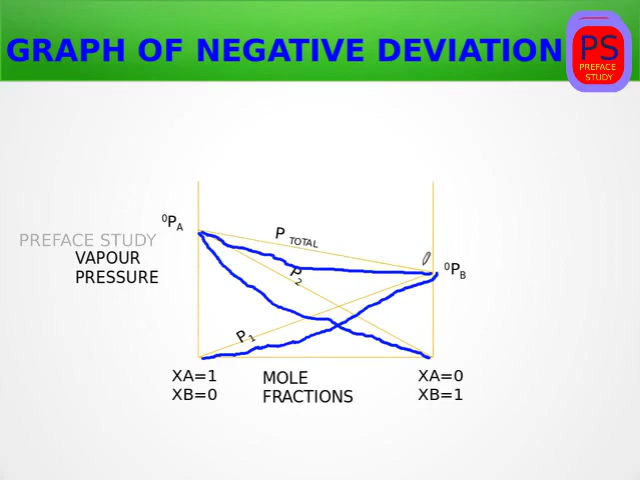 GRAPH OF NEGATIVE DEVIATION
PS
PREFACE
STUDY
⁰PA
P TOTAL
PREFACE STUDY
VAPOUR
PRESSURE
P2
⁰PB
P1
XA=1
XB=0
MOLE
FRACTIONS
XA=0
XB=1